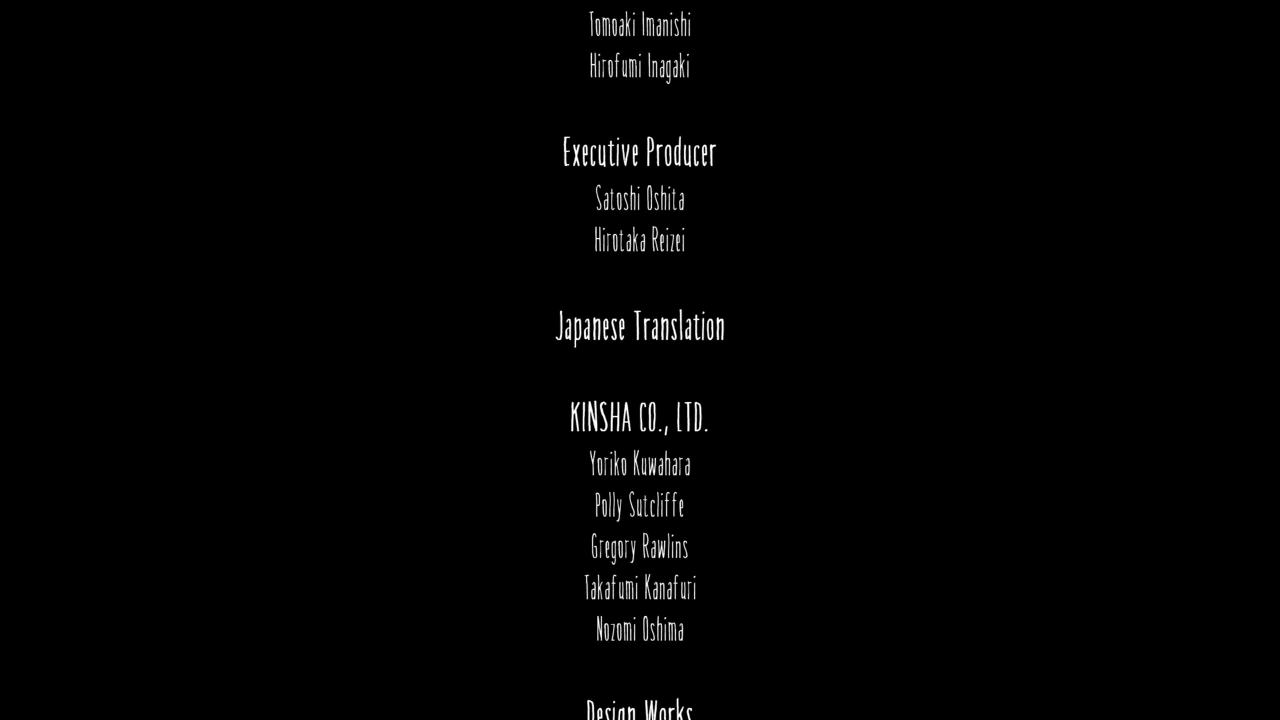 Tomoaki Imanishi
Hirofumi Inagaki
Executive Producer
Satoshi Oshita
Hirotaka Reizei
Japanese Translation
KINSHA CO., LTD.
Yoriko Kuwahara
Polly Sutcliffe
Gregory Rawlins
Takafumi Kanafuri
Nozomi Oshima
Design Works